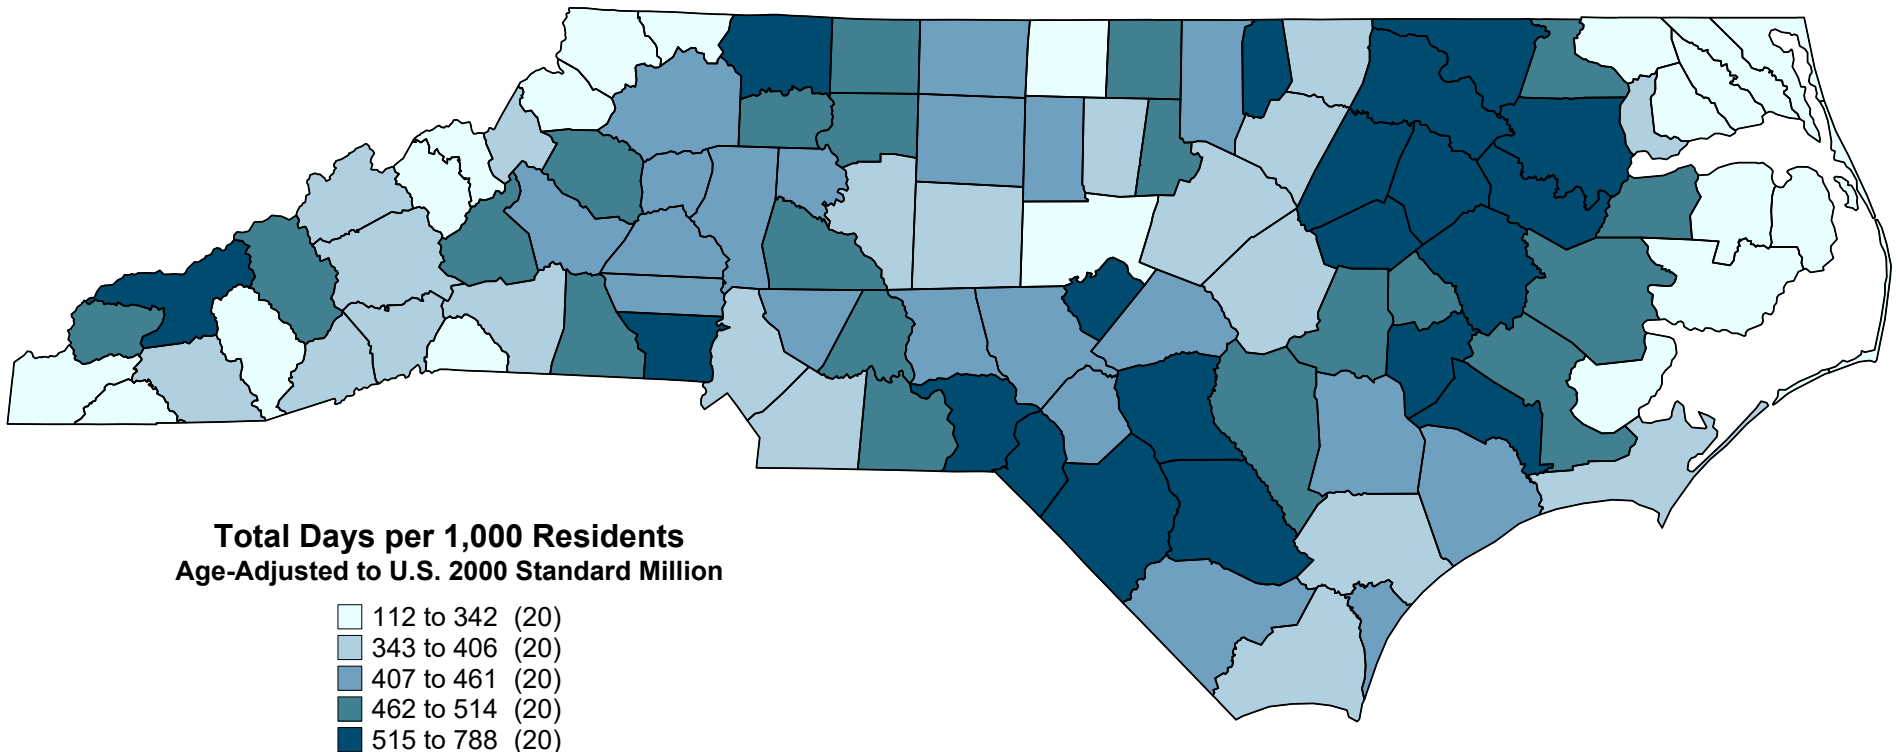 Total Days per 1,000 Residents
Age-Adjusted to U.S. 2000 Standard Million
112 to 342 (20)
343 to 406 (20)
407 to 461 (20)
462 to 514 (20)
515 to 788 (20)